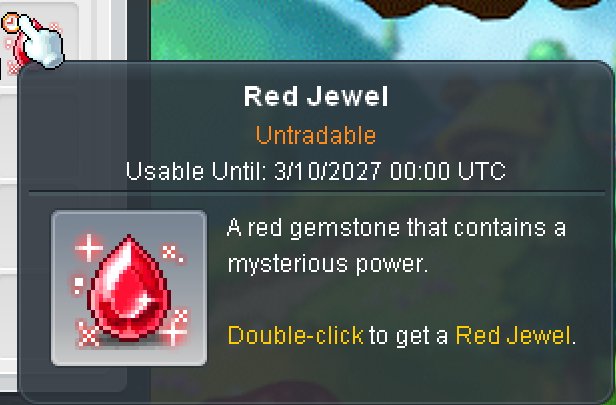 Red Jewel
Untradable
Usable Until: 3/10/2027 00:00 UTC
A red gemstone that contains a
mysterious power.
Double-click to get a Red Jewel.